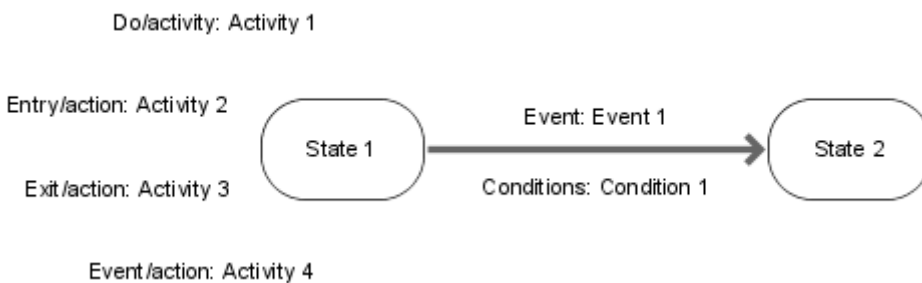 Do/activity: Activity 1
Entry/action: Activity 2
Event: Event 1
State 1
State 2
Exit/action: Activity 3
Conditions: Condition 1
Event/action: Activity 4